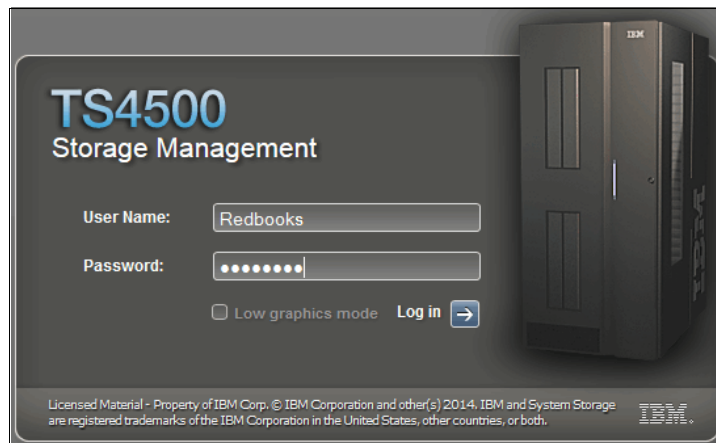 IBM
TS4500
Storage Management
User Name:
Redbooks
Password:
••••••••
Low graphics mode
Log in
IBM
Licensed Material - Property of IBM Corp. © IBM Corporation and other(s) 2014. IBM and System Storage
are registered trademarks of the IBM Corporation in the United States, other countries, or both.
IBM.